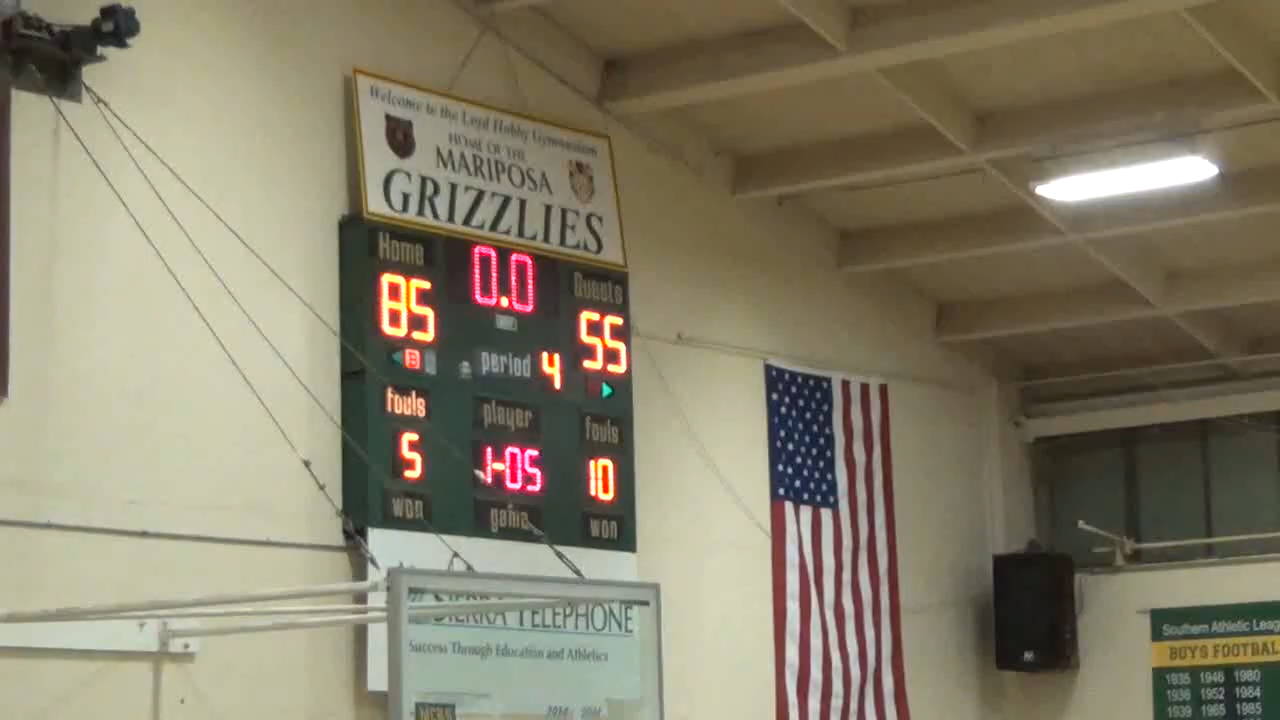 Welcome to the Loyd Hobby Gymnasium
HOME OF THE
MARIPOSA
GRIZZLIES
Home
0.0
Guests
85
55
B
period 4
fouls
player
fouls
5
1-05
10
won
game
won
SIERRA TELEPHONE
Success Through Education and Athletics
Southern Athletic Leag
BOYS FOOTBAL
1935 1946 1980
1936 1952 1984
1939 1965 1985